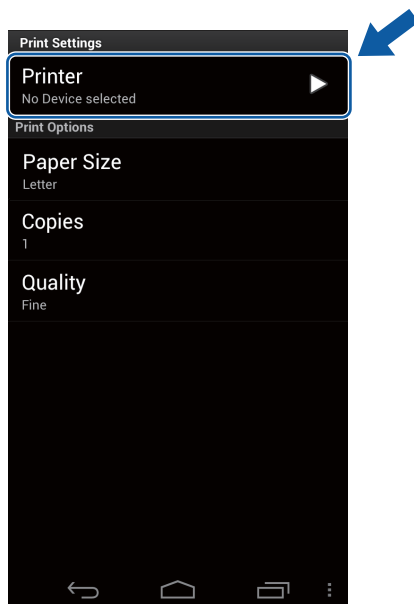 Print Settings
Printer
No Device selected
Print Options
Paper Size
Letter
Copies
1
Quality
Fine